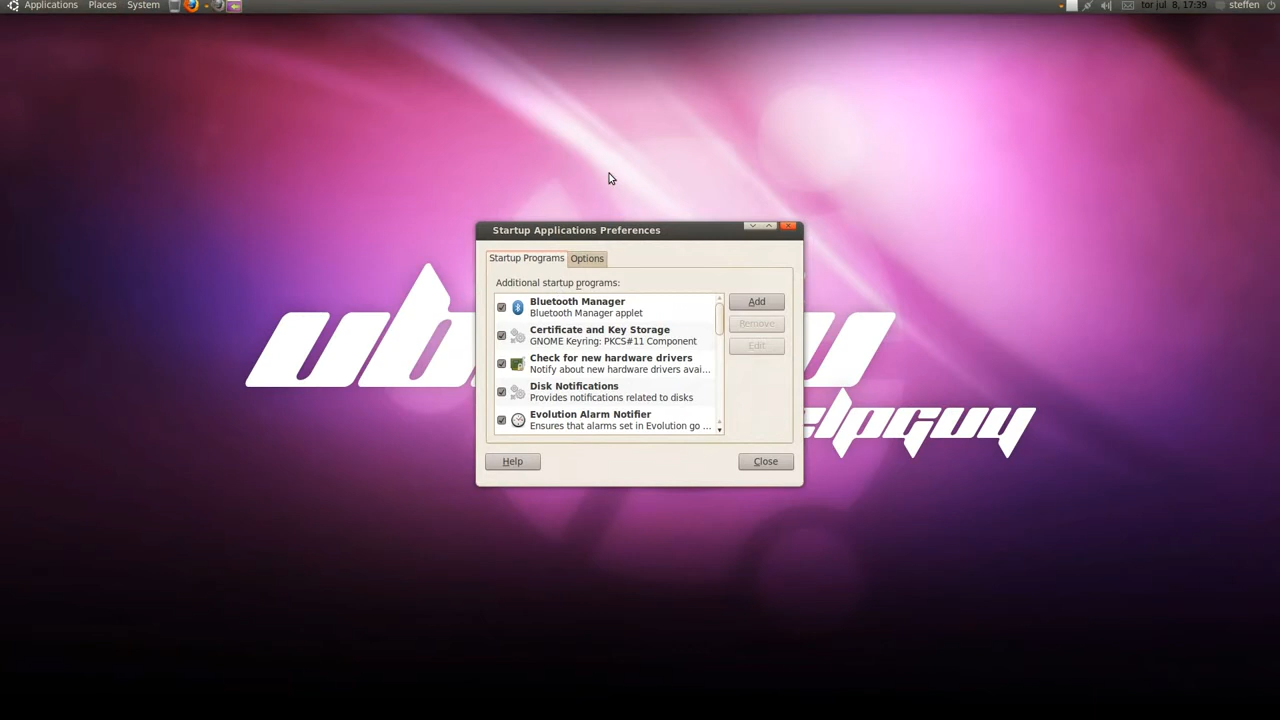 Applications Places System
tor jul 8, 17:39 steffen
Startup Applications Preferences
Startup Programs Options
Additional startup programs:
Bluetooth Manager
Bluetooth Manager applet
Certificate and Key Storage
GNOME Keyring: PKCS#11 Component
Check for new hardware drivers
Notify about new hardware drivers avai...
Disk Notifications
Provides notifications related to disks
Evolution Alarm Notifier
Ensures that alarms set in Evolution go ...
Add
Remove
Edit
Help
Close